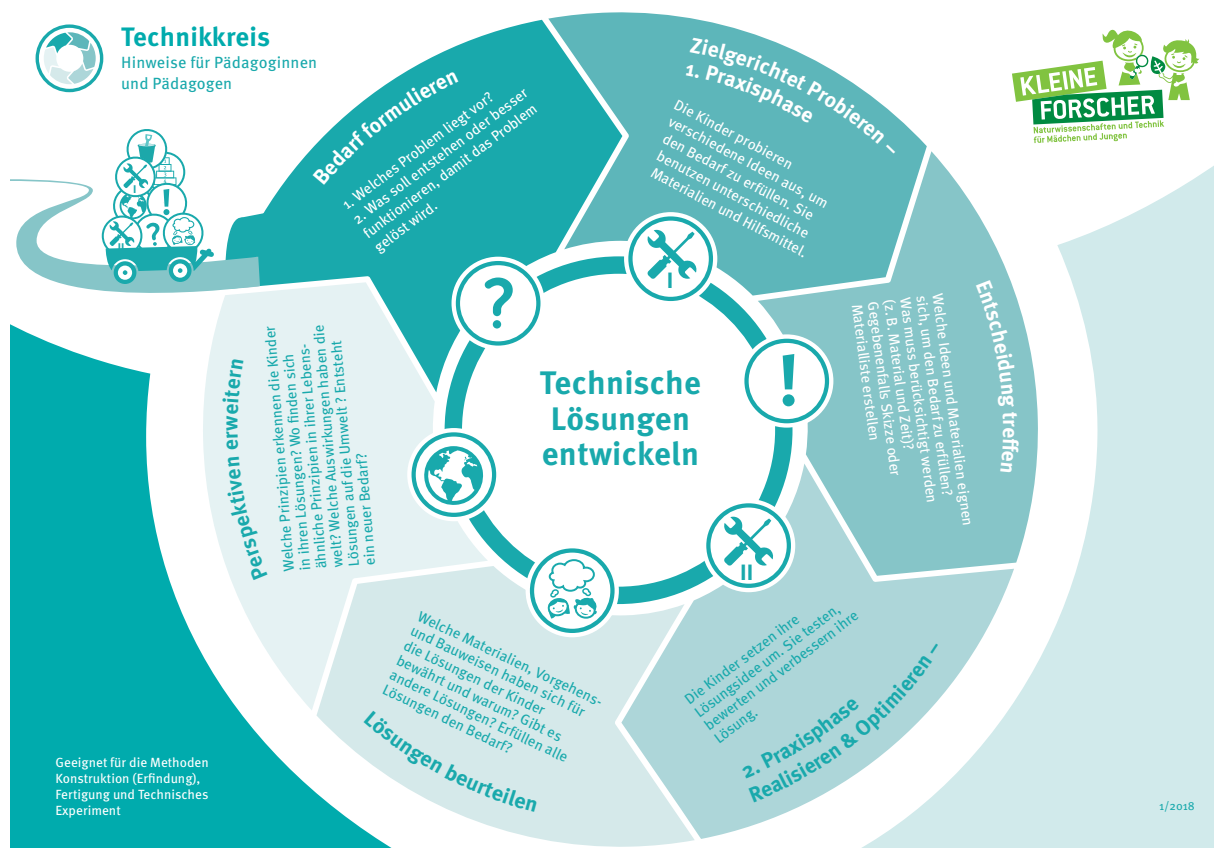 Technikkreis
Hinweise für Pädagoginnen
und Pädagogen
KLEINE
FORSCHER
Naturwissenschaften und Technik
für Mädchen und Jungen
Bedarf formulieren
1. Welches Problem liegt vor?
2. Was soll entstehen oder besser
funktionieren, damit das Problem
gelöst wird.
Zielgerichtet Probieren –
1. Praxisphase
Die Kinder probieren
verschiedene Ideen aus, um
den Bedarf zu erfüllen. Sie
benutzen unterschiedliche
Materialien und Hilfsmittel.
Entscheidung treffen
Welche Ideen und Materialien eignen
sich, um den Bedarf zu erfüllen?
Was muss berücksichtigt werden
(z. B. Material und Zeit)?
Gegebenenfalls Skizze oder
Materialliste erstellen
Die Kinder setzen ihre
Lösungsidee um. Sie testen,
bewerten und verbessern ihre
Lösung.
2. Praxisphase
Realisieren & Optimieren –
Welche Materialien, Vorgehens-
und Bauweisen haben sich für
die Lösungen der Kinder
bewährt und warum? Gibt es
andere Lösungen? Erfüllen alle
Lösungen den Bedarf?
Lösungen beurteilen
Perspektiven erweitern
Welche Prinzipien erkennen die Kinder
in ihren Lösungen? Wo finden sich
ähnliche Prinzipien in ihrer Lebens-
welt? Welche Auswirkungen haben die
Lösungen auf die Umwelt ? Entsteht
ein neuer Bedarf?
?
I
!
II
Technische
Lösungen
entwickeln
I
!
II
?
Geeignet für die Methoden
Konstruktion (Erfindung),
Fertigung und Technisches
Experiment
1/2018